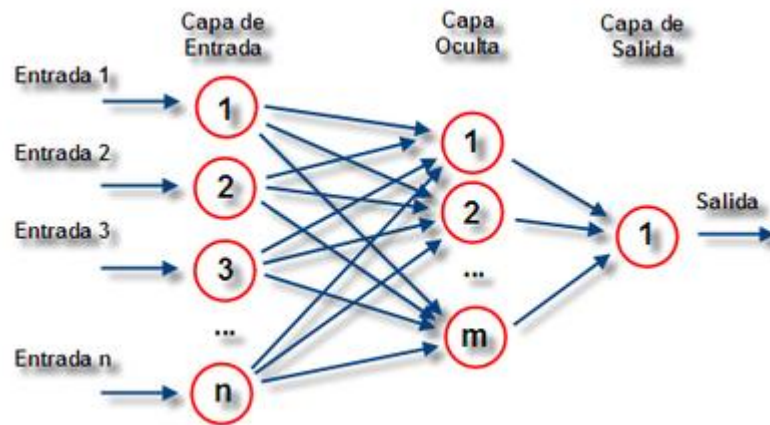 Capa de
Entrada
Capa
Oculta
Capa de
Salida
Entrada 1
1
Entrada 2
2
Entrada 3
3
...
Entrada n
n
1
2
...
m
1
Salida